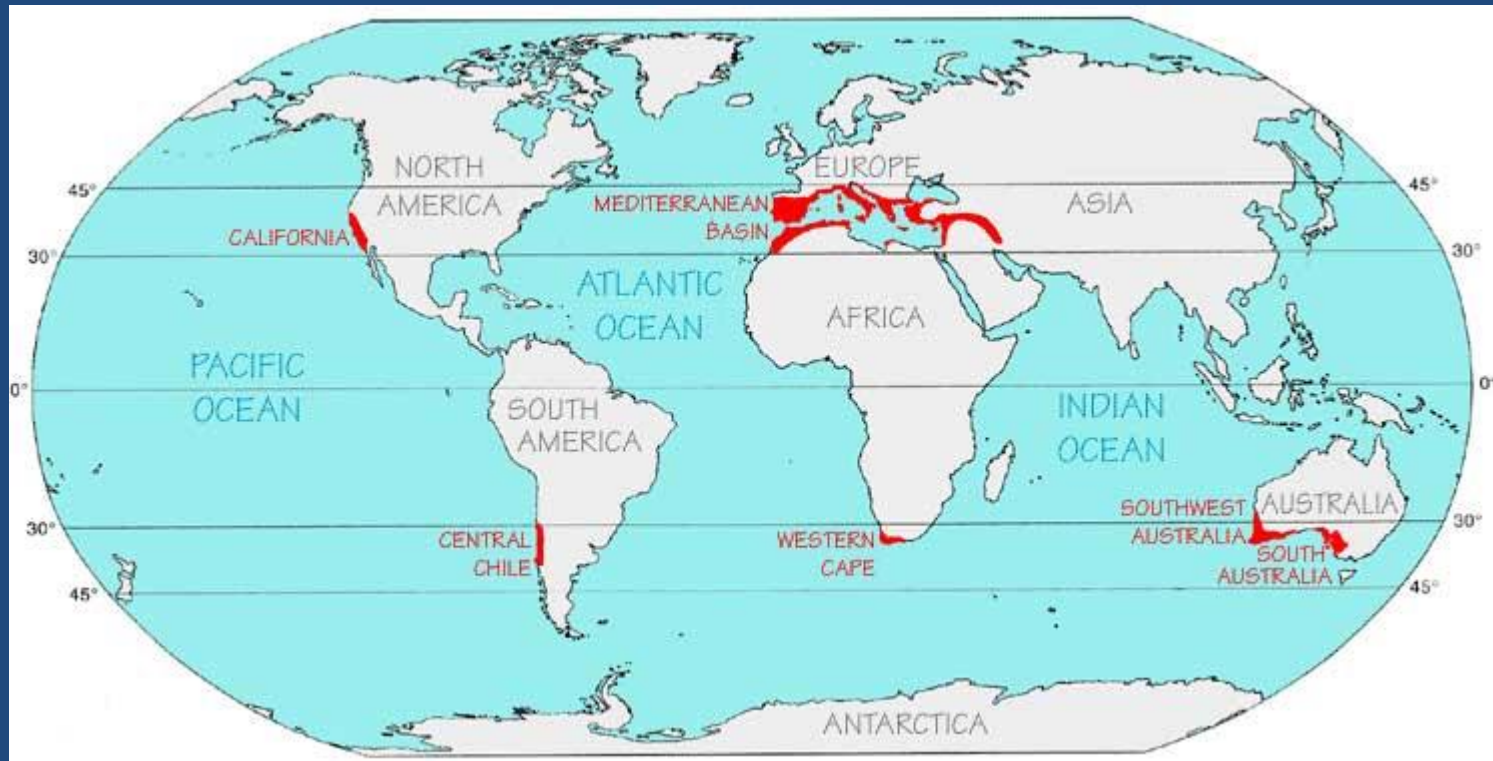 NORTH
AMERICA
EUROPE
ASIA
45°
45°
MEDITERRANEAN
BASIN
CALIFORNIA
30°
30°
ATLANTIC
OCEAN
AFRICA
PACIFIC
OCEAN
0°
0°
SOUTH
AMERICA
INDIAN
OCEAN
SOUTHWEST
AUSTRALIA
AUSTRALIA
30°
30°
CENTRAL
CHILE
WESTERN
CAPE
SOUTH
AUSTRALIA
45°
45°
ANTARCTICA